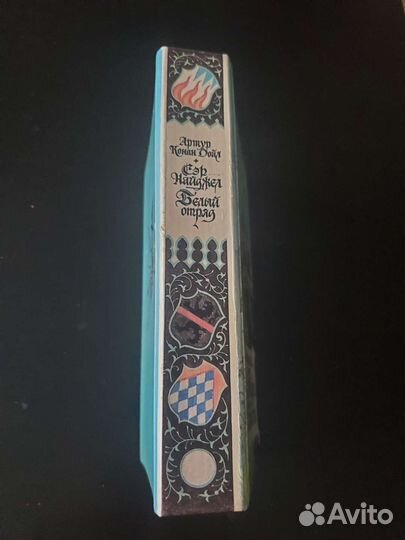 Артур
Конан Дойл
Сэр
Найджел
Белый
отряд
Avito